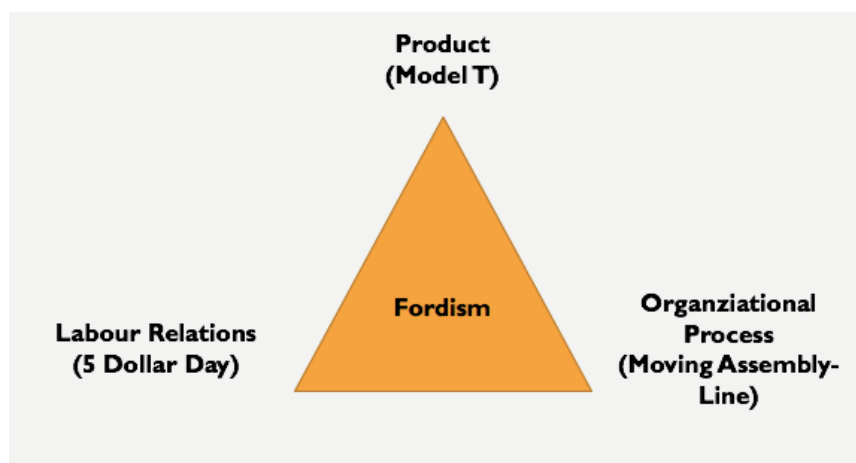 Product
(Model T)
Fordism
Labour Relations
(5 Dollar Day)
Organziational
Process
(Moving Assembly-
Line)